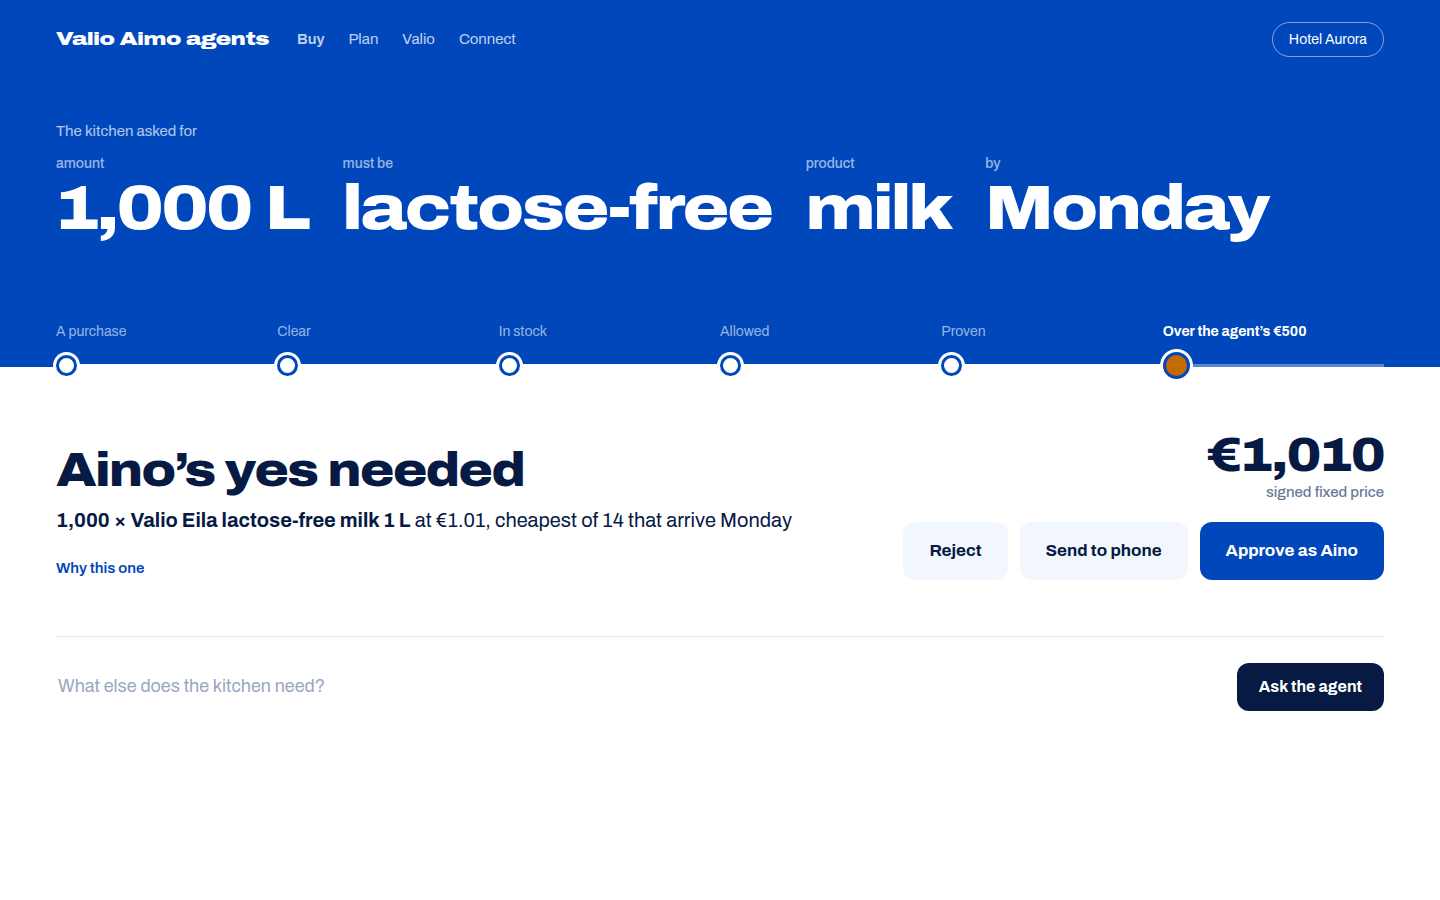 Valio Aimo agents Buy Plan Valio Connect Hotel Aurora
The kitchen asked for
amount must be product by
1,000 L lactose-free milk Monday
A purchase Clear In stock Allowed Proven Over the agent’s €500
Aino’s yes needed
€1,010
signed fixed price
1,000 × Valio Eila lactose-free milk 1 L at €1.01, cheapest of 14 that arrive Monday
Reject Send to phone Approve as Aino
Why this one
What else does the kitchen need? Ask the agent